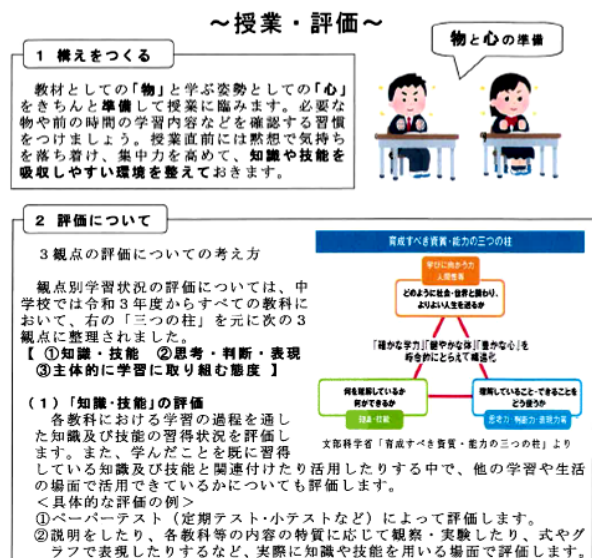 ~授業・評価~
物と心の準備
1 構えをつくる
教材としての「物」と学ぶ姿勢としての「心」
をきちんと準備して授業に臨みます。必要な
物や前の時間の学習内容などを確認する習慣
をつけましょう。授業直前には黙想で気持ち
を落ち着け、集中力を高めて、知識や技能を
吸収しやすい環境を整えておきます。
2 評価について
3観点の評価についての考え方
観点別学習状況の評価については、中
学校では令和3年度からすべての教科に
おいて、右の「三つの柱」を元に次の3
観点に整理されました。
【 ①知識・技能 ②思考・判断・表現
③主体的に学習に取り組む態度 】
育成すべき資質・能力の三つの柱
学びに向かう力
人間性等
どのように社会・世界と関わり、
よりよい人生を送るか
「確かな学力」「健やかな体」「豊かな心」を
総合的にとらえて構造化
何を理解しているか
何ができるか
知識・技能
理解していること・できることを
どう使うか
思考力・判断力・表現力等
文部科学省「育成すべき資質・能力の三つの柱」より
(1)「知識・技能」の評価
各教科における学習の過程を通し
た知識及び技能の習得状況を評価し
ます。また、学んだことを既に習得
している知識及び技能と関連付けたり活用したりする中で、他の学習や生活
の場面で活用できているかについても評価します。
<具体的な評価の例>
①ペーパーテスト(定期テスト・小テストなど)によって評価します。
②説明をしたり、各教科等の内容の特質に応じて観察・実験したり、式やグ
ラフで表現したりするなど、実際に知識や技能を用いる場面で評価します。